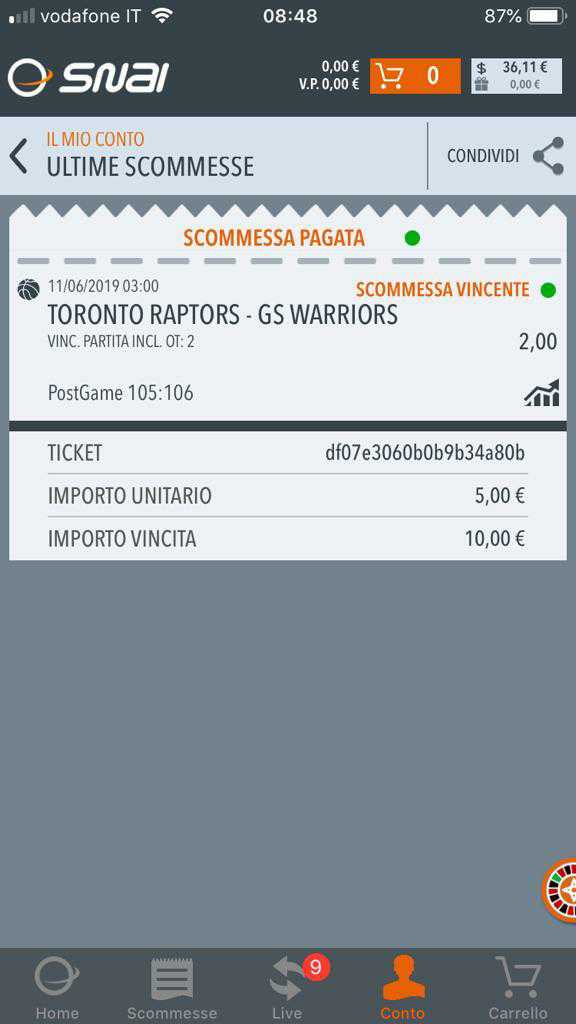 vodafone IT 08:48 87%
SNAI 0,00 € 0 $ 36,11 €
V.P. 0,00 € 0,00 €
IL MIO CONTO
ULTIME SCOMMESSE CONDIVIDI
SCOMMESSA PAGATA
11/06/2019 03:00 SCOMMESSA VINCENTE
TORONTO RAPTORS - GS WARRIORS
VINC. PARTITA INCL. OT: 2 2,00
PostGame 105:106
TICKET df07e3060b0b9b34a80b
IMPORTO UNITARIO 5,00 €
IMPORTO VINCITA 10,00 €
9
Home Scommesse Live Conto Carrello